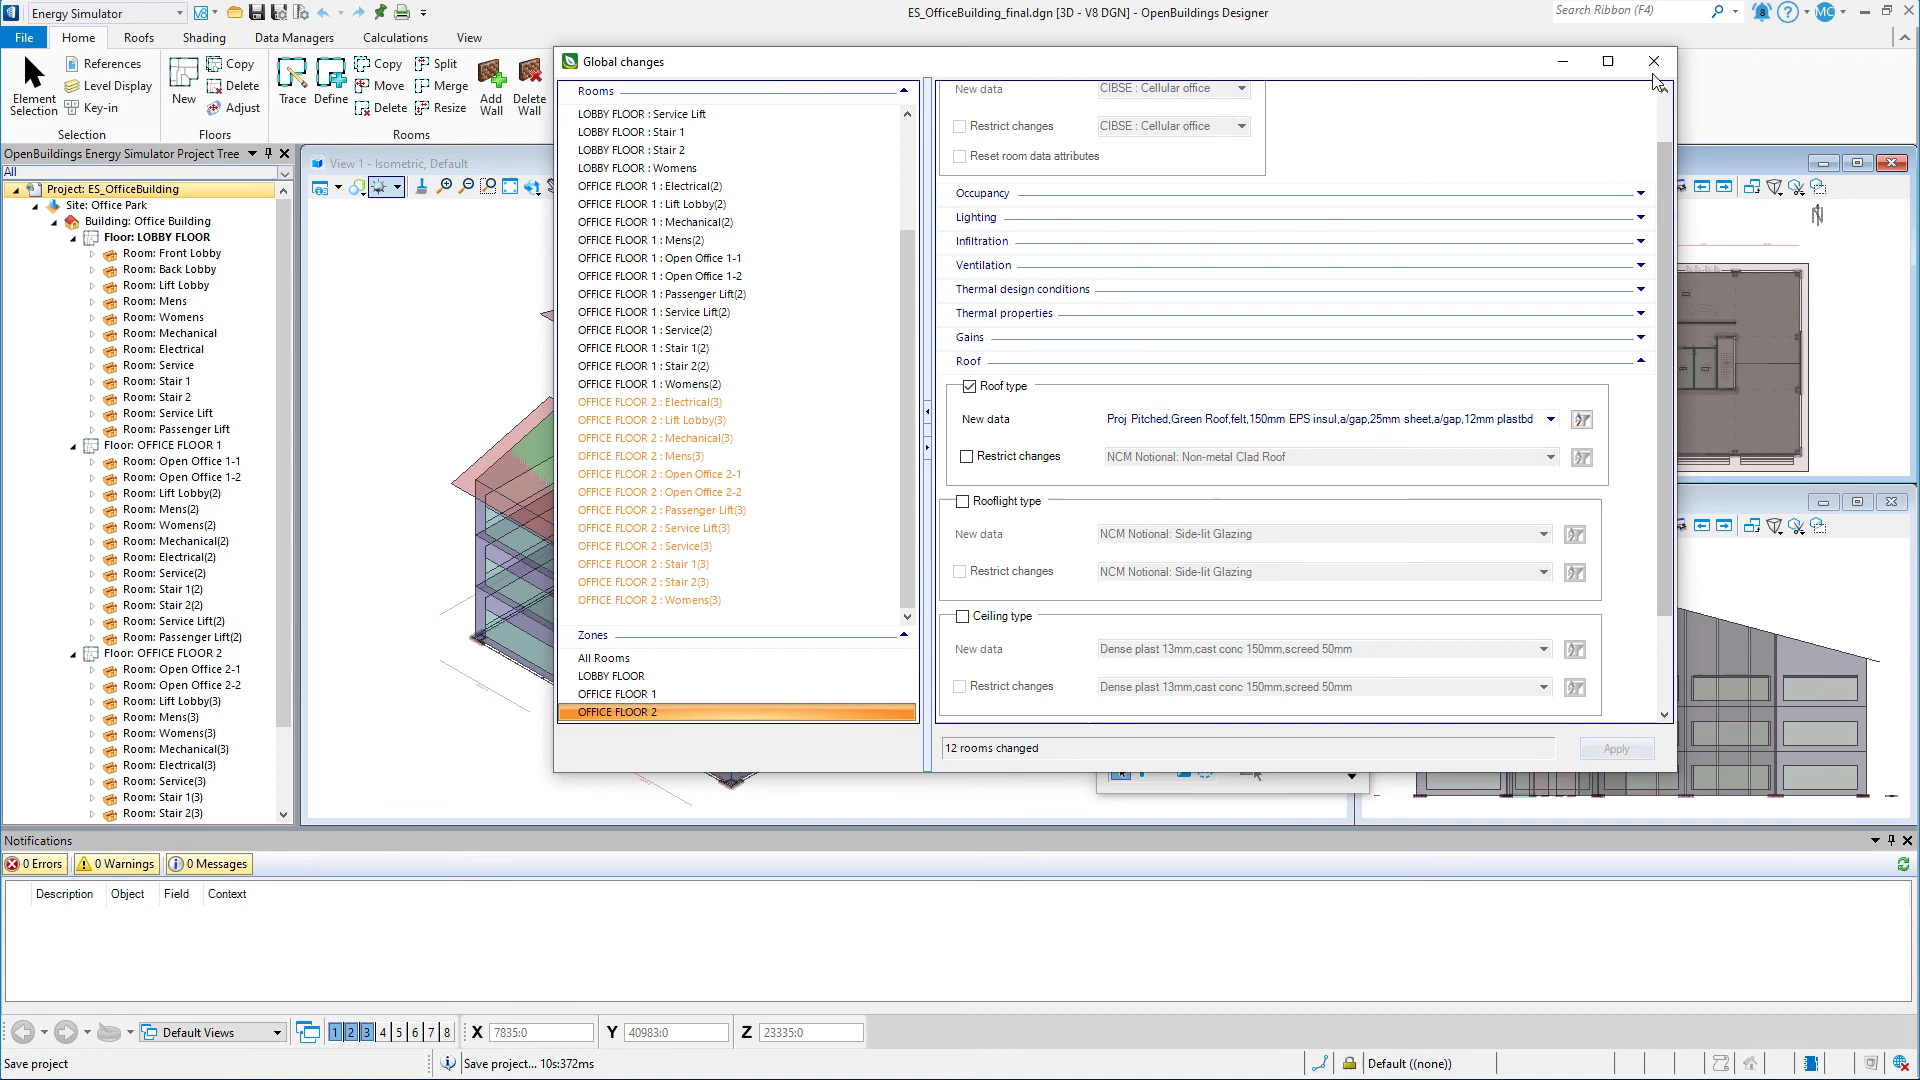 Energy Simulator
ES_OfficeBuilding_final.dgn [3D - V8 DGN] - OpenBuildings Designer
Search Ribbon (F4)
MC
File
Home
Roofs
Shading
Data Managers
Calculations
View
Element Selection
References
Level Display
Key-in
Selection
New
Copy
Delete
Adjust
Floors
Trace
Define
Copy
Move
Delete
Split
Merge
Resize
Add Wall
Delete Wall
Rooms
OpenBuildings Energy Simulator Project Tree
All
Project: ES_OfficeBuilding
Site: Office Park
Building: Office Building
Floor: LOBBY FLOOR
Room: Front Lobby
Room: Back Lobby
Room: Lift Lobby
Room: Mens
Room: Womens
Room: Mechanical
Room: Electrical
Room: Service
Room: Stair 1
Room: Stair 2
Room: Service Lift
Room: Passenger Lift
Floor: OFFICE FLOOR 1
Room: Open Office 1-1
Room: Open Office 1-2
Room: Lift Lobby(2)
Room: Mens(2)
Room: Womens(2)
Room: Mechanical(2)
Room: Electrical(2)
Room: Service(2)
Room: Stair 1(2)
Room: Stair 2(2)
Room: Service Lift(2)
Room: Passenger Lift(2)
Floor: OFFICE FLOOR 2
Room: Open Office 2-1
Room: Open Office 2-2
Room: Lift Lobby(3)
Room: Mens(3)
Room: Womens(3)
Room: Mechanical(3)
Room: Electrical(3)
Room: Service(3)
Room: Stair 1(3)
Room: Stair 2(3)
View 1 - Isometric, Default
Global changes
Rooms
LOBBY FLOOR : Service Lift
LOBBY FLOOR : Stair 1
LOBBY FLOOR : Stair 2
LOBBY FLOOR : Womens
OFFICE FLOOR 1 : Electrical(2)
OFFICE FLOOR 1 : Lift Lobby(2)
OFFICE FLOOR 1 : Mechanical(2)
OFFICE FLOOR 1 : Mens(2)
OFFICE FLOOR 1 : Open Office 1-1
OFFICE FLOOR 1 : Open Office 1-2
OFFICE FLOOR 1 : Passenger Lift(2)
OFFICE FLOOR 1 : Service Lift(2)
OFFICE FLOOR 1 : Service(2)
OFFICE FLOOR 1 : Stair 1(2)
OFFICE FLOOR 1 : Stair 2(2)
OFFICE FLOOR 1 : Womens(2)
OFFICE FLOOR 2 : Electrical(3)
OFFICE FLOOR 2 : Lift Lobby(3)
OFFICE FLOOR 2 : Mechanical(3)
OFFICE FLOOR 2 : Mens(3)
OFFICE FLOOR 2 : Open Office 2-1
OFFICE FLOOR 2 : Open Office 2-2
OFFICE FLOOR 2 : Passenger Lift(3)
OFFICE FLOOR 2 : Service Lift(3)
OFFICE FLOOR 2 : Service(3)
OFFICE FLOOR 2 : Stair 1(3)
OFFICE FLOOR 2 : Stair 2(3)
OFFICE FLOOR 2 : Womens(3)
Zones
All Rooms
LOBBY FLOOR
OFFICE FLOOR 1
OFFICE FLOOR 2
New data CIBSE : Cellular office
Restrict changes CIBSE : Cellular office
Reset room data attributes
Occupancy
Lighting
Infiltration
Ventilation
Thermal design conditions
Thermal properties
Gains
Roof
Roof type
New data Proj Pitched,Green Roof,felt,150mm EPS insul,a/gap,25mm sheet,a/gap,12mm plastbd
Restrict changes NCM Notional: Non-metal Clad Roof
Rooflight type
New data NCM Notional: Side-lit Glazing
Restrict changes NCM Notional: Side-lit Glazing
Ceiling type
New data Dense plast 13mm,cast conc 150mm,screed 50mm
Restrict changes Dense plast 13mm,cast conc 150mm,screed 50mm
12 rooms changed
Apply
N
Notifications
0 Errors
0 Warnings
0 Messages
Description Object Field Context
Default Views
1 2 3 4 5 6 7 8
X 7835:0
Y 40983:0
Z 23335:0
Save project
Save project... 10s:372ms
Default ((none))